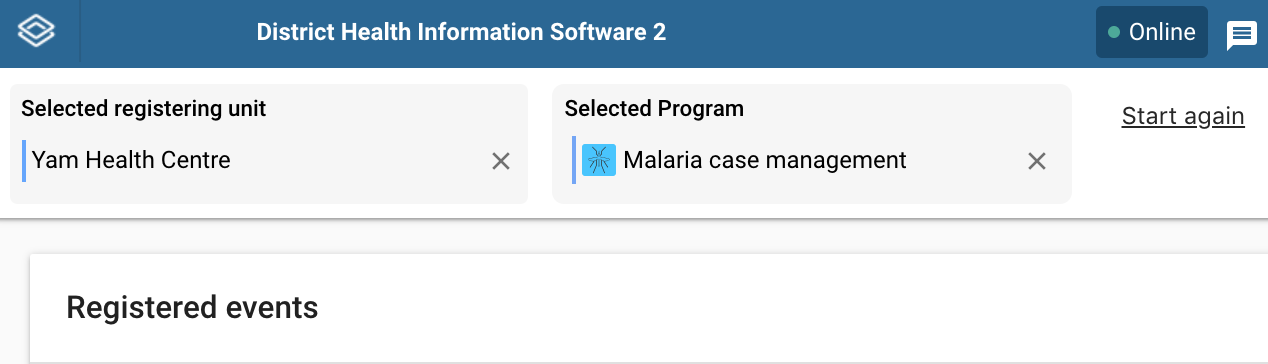 District Health Information Software 2
Online
Selected registering unit
Yam Health Centre
Selected Program
Malaria case management
Start again
Registered events